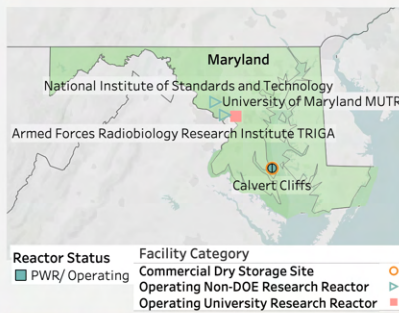 Maryland
National Institute of Standards and Technology
University of Maryland MUTR
Armed Forces Radiobiology Research Institute TRIGA
Calvert Cliffs
Reactor Status
PWR/ Operating
Facility Category
Commercial Dry Storage Site
Operating Non-DOE Research Reactor
Operating University Research Reactor